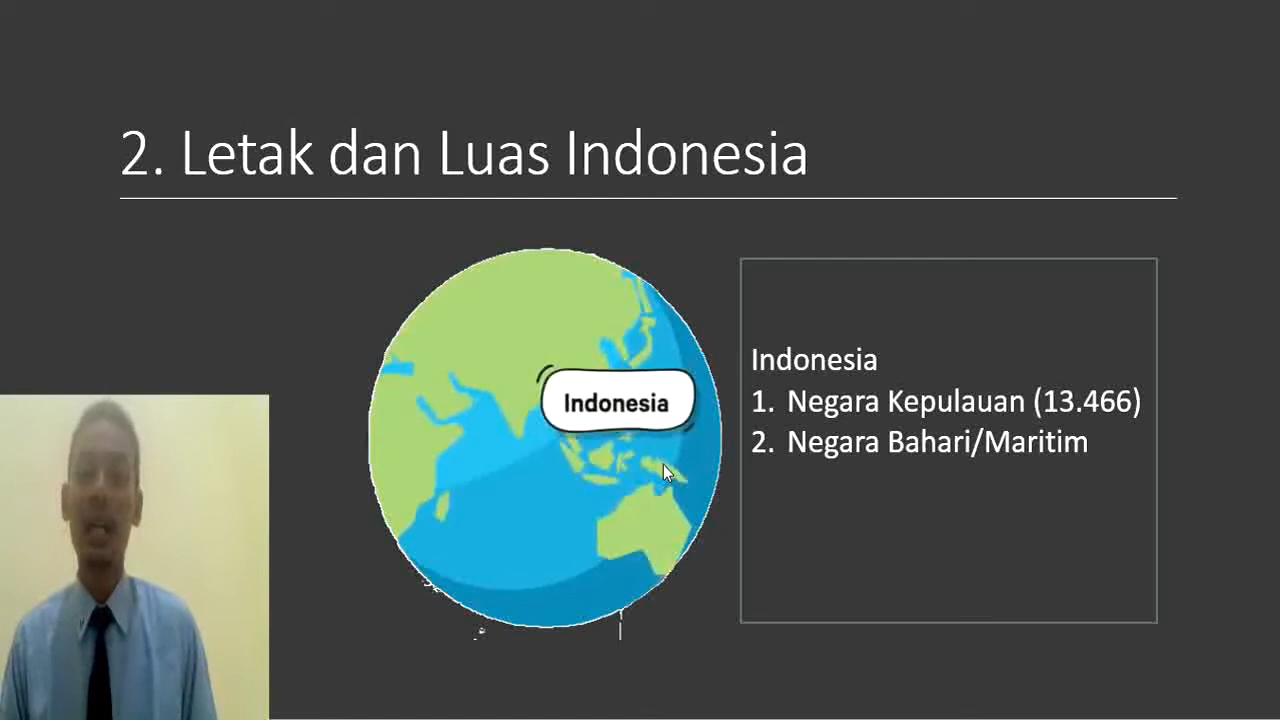 2. Letak dan Luas Indonesia
Indonesia
Indonesia
1. Negara Kepulauan (13.466)
2. Negara Bahari/Maritim